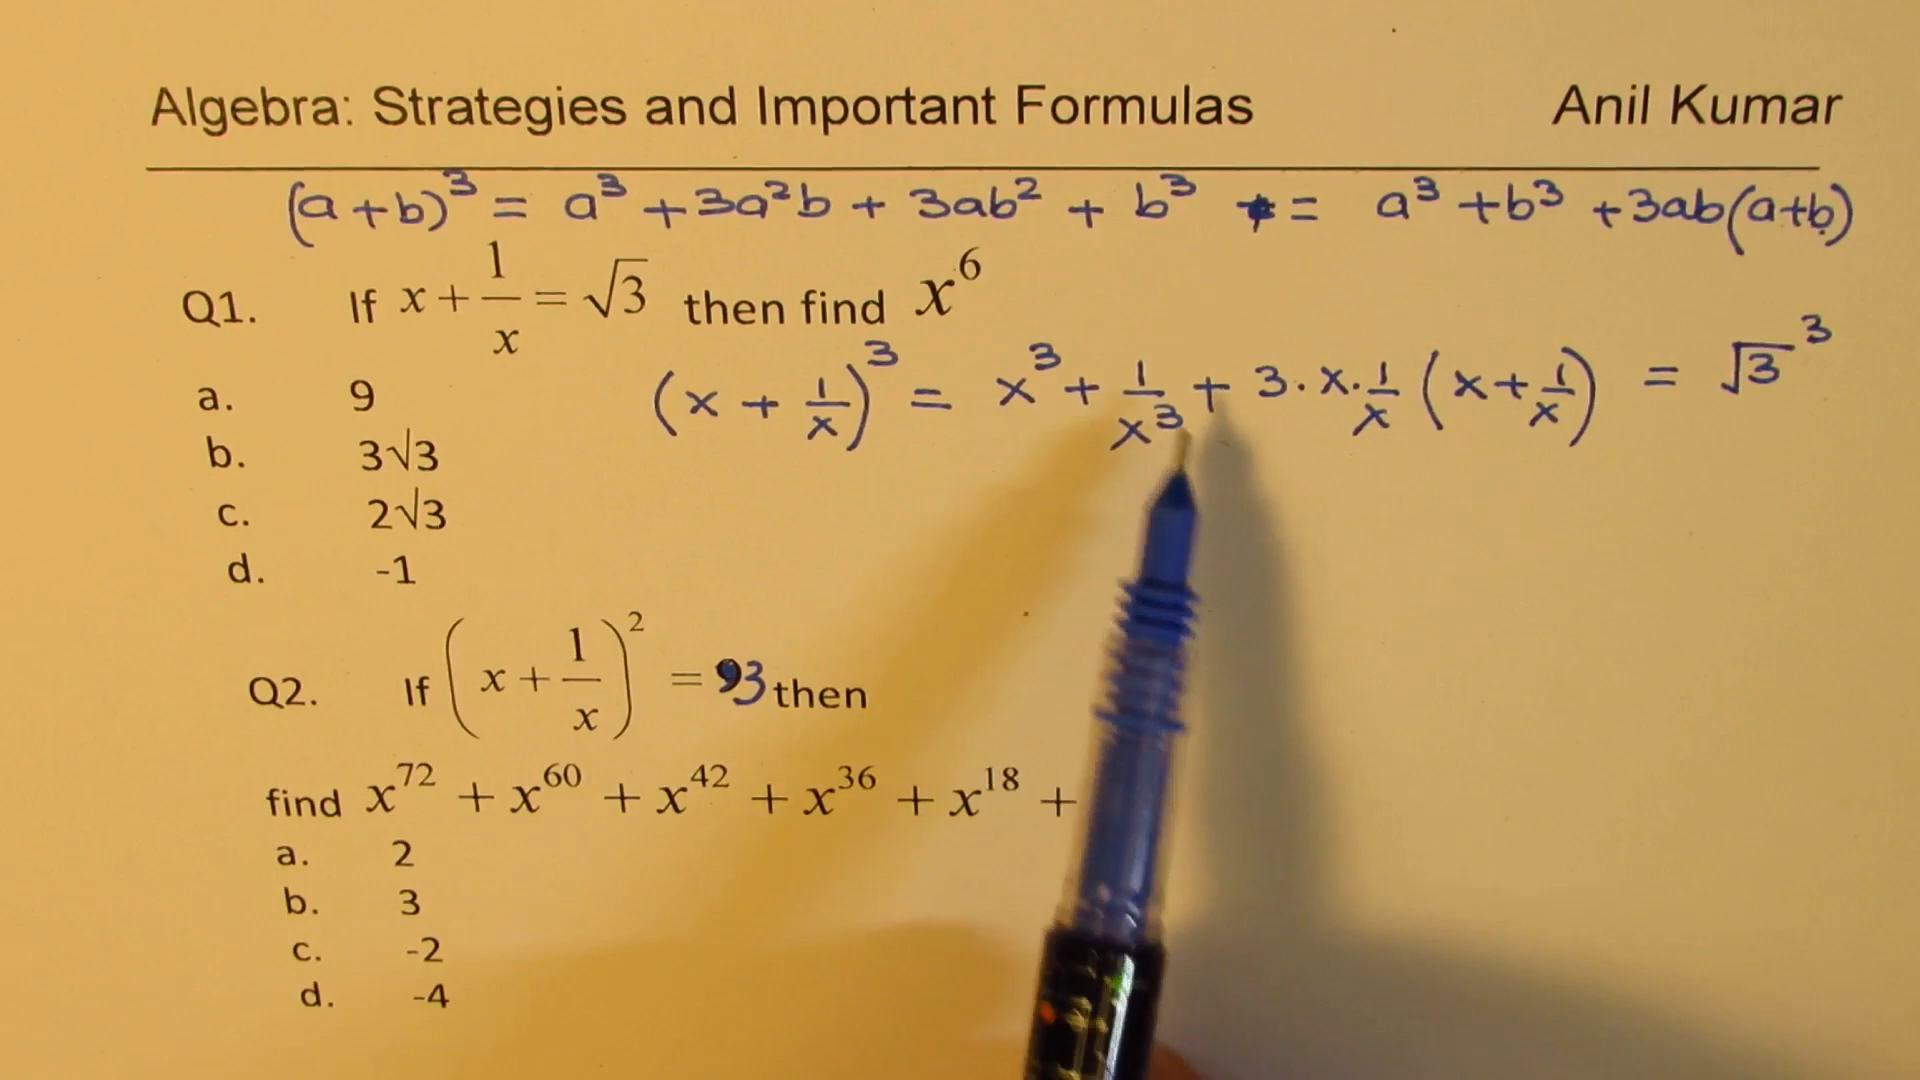 Algebra: Strategies and Important Formulas Anil Kumar
(a+b)³ = a³ + 3a²b + 3ab² + b³ = a³ + b³ + 3ab(a+b)
Q1. If x + 1/x = √3 then find x⁶
(x + 1/x)³ = x³ + 1/x³ + 3·x·1/x (x + 1/x) = √3³
a. 9
b. 3√3
c. 2√3
d. -1
Q2. If (x + 1/x)² = 3 then
find x⁷² + x⁶⁰ + x⁴² + x³⁶ + x¹⁸ +
a. 2
b. 3
c. -2
d. -4